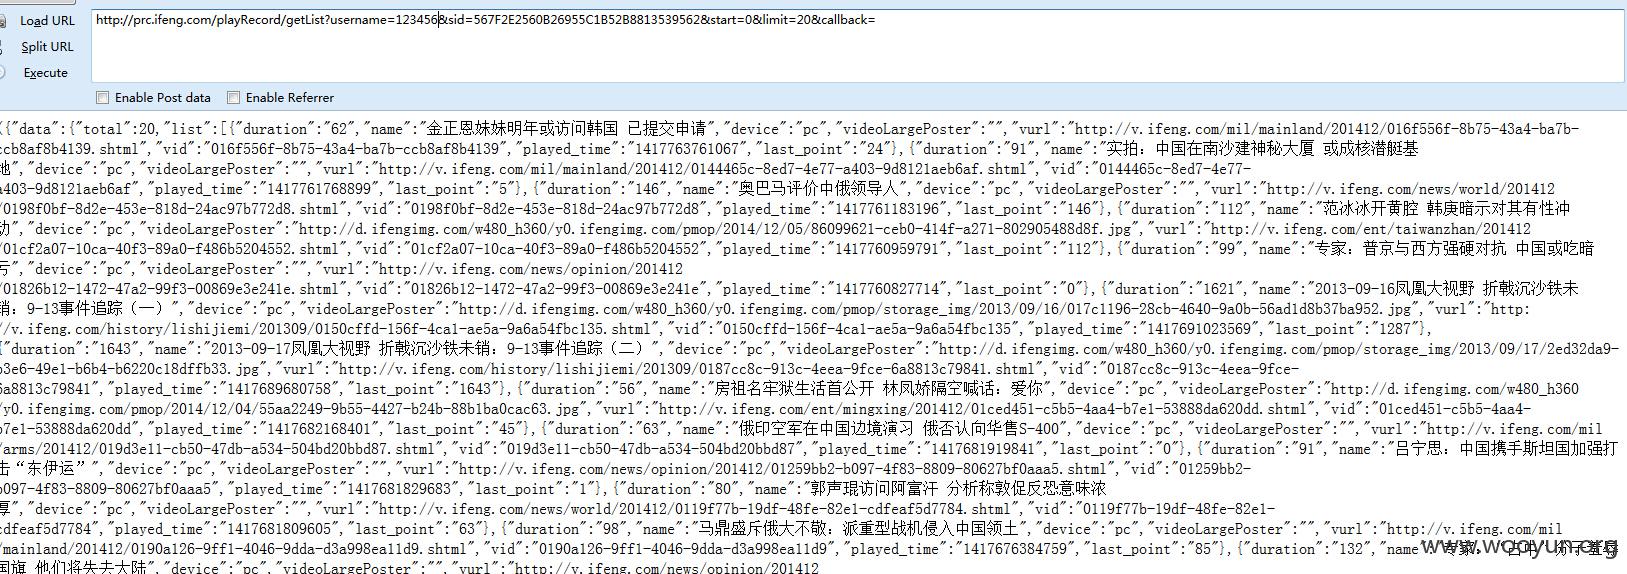 Load URL
http://prc.ifeng.com/playRecord/getList?username=123456&sid=567F2E2560B26955C1B52B8813539562&start=0&limit=20&callback=
Split URL
Execute
Enable Post data Enable Referrer
({"data":{"total":20,"list":[{"duration":"62","name":"金正恩妹妹明年或访问韩国 已提交申请","device":"pc","videoLargePoster":"","vurl":"http://v.ifeng.com/mil/mainland/201412/016f556f-8b75-43a4-ba7b-
ccb8af8b4139.shtml","vid":"016f556f-8b75-43a4-ba7b-ccb8af8b4139","played_time":"1417763761067","last_point":"24"},{"duration":"91","name":"实拍：中国在南沙建神秘大厦 或成核潜艇基
地","device":"pc","videoLargePoster":"","vurl":"http://v.ifeng.com/mil/mainland/201412/0144465c-8ed7-4e77-a403-9d8121aeb6af.shtml","vid":"0144465c-8ed7-4e77-
a403-9d8121aeb6af","played_time":"1417761768899","last_point":"5"},{"duration":"146","name":"奥巴马评价中俄领导人","device":"pc","videoLargePoster":"","vurl":"http://v.ifeng.com/news/world/201412
/0198f0bf-8d2e-453e-818d-24ac97b772d8.shtml","vid":"0198f0bf-8d2e-453e-818d-24ac97b772d8","played_time":"1417761183196","last_point":"146"},{"duration":"112","name":"范冰冰开黄腔 韩庚暗示对其有性冲
动","device":"pc","videoLargePoster":"http://d.ifengimg.com/w480_h360/y0.ifengimg.com/pmop/2014/12/05/86099621-ceb0-414f-a271-802905488d8f.jpg","vurl":"http://v.ifeng.com/ent/taiwanzhan/201412
/01cf2a07-10ca-40f3-89a0-f486b5204552.shtml","vid":"01cf2a07-10ca-40f3-89a0-f486b5204552","played_time":"1417760959791","last_point":"112"},{"duration":"99","name":"专家：普京与西方强硬对抗 中国或吃暗
亏","device":"pc","videoLargePoster":"","vurl":"http://v.ifeng.com/news/opinion/201412
/01826b12-1472-47a2-99f3-00869e3e241e.shtml","vid":"01826b12-1472-47a2-99f3-00869e3e241e","played_time":"1417760827714","last_point":"0"},{"duration":"1621","name":"2013-09-16凤凰大视野 折戟沉沙铁未
销：9-13事件追踪（一）","device":"pc","videoLargePoster":"http://d.ifengimg.com/w480_h360/y0.ifengimg.com/pmop/storage_img/2013/09/16/017c1196-28cb-4640-9a0b-56ad1d8b37ba952.jpg","vurl":"http:
//v.ifeng.com/history/lishijiemi/201309/0150cffd-156f-4ca1-ae5a-9a6a54fbc135.shtml","vid":"0150cffd-156f-4ca1-ae5a-9a6a54fbc135","played_time":"1417691023569","last_point":"1287"},
{"duration":"1643","name":"2013-09-17凤凰大视野 折戟沉沙铁未销：9-13事件追踪（二）","device":"pc","videoLargePoster":"http://d.ifengimg.com/w480_h360/y0.ifengimg.com/pmop/storage_img/2013/09/17/2ed32da9-
b3e6-49e1-b6b4-b6220c18dffb33.jpg","vurl":"http://v.ifeng.com/history/lishijiemi/201309/0187cc8c-913c-4eea-9fce-6a8813c79841.shtml","vid":"0187cc8c-913c-4eea-9fce-
6a8813c79841","played_time":"1417689680758","last_point":"1643"},{"duration":"56","name":"房祖名牢狱生活首公开 林凤娇隔空喊话：爱你","device":"pc","videoLargePoster":"http://d.ifengimg.com/w480_h360
/y0.ifengimg.com/pmop/2014/12/04/55aa2249-9b55-4427-b24b-88b1ba0cac63.jpg","vurl":"http://v.ifeng.com/ent/mingxing/201412/01ced451-c5b5-4aa4-b7e1-53888da620dd.shtml","vid":"01ced451-c5b5-4aa4-
b7e1-53888da620dd","played_time":"1417682168401","last_point":"45"},{"duration":"63","name":"俄印空军在中国边境演习 俄否认向华售S-400","device":"pc","videoLargePoster":"","vurl":"http://v.ifeng.com/mil
/arms/201412/019d3e11-cb50-47db-a534-504bd20bbd87.shtml","vid":"019d3e11-cb50-47db-a534-504bd20bbd87","played_time":"1417681919841","last_point":"0"},{"duration":"91","name":"吕宁思：中国携手斯坦国加强打
击“东伊运”","device":"pc","videoLargePoster":"","vurl":"http://v.ifeng.com/news/opinion/201412/01259bb2-b097-4f83-8809-80627bf0aaa5.shtml","vid":"01259bb2-
b097-4f83-8809-80627bf0aaa5","played_time":"1417681829683","last_point":"1"},{"duration":"80","name":"郭声琨访问阿富汗 分析称敦促反恐意味浓
厚","device":"pc","videoLargePoster":"","vurl":"http://v.ifeng.com/news/world/201412/0119f77b-19df-48fe-82e1-cdfeaf5d7784.shtml","vid":"0119f77b-19df-48fe-82e1-
cdfeaf5d7784","played_time":"1417681809605","last_point":"63"},{"duration":"98","name":"马鼎盛斥俄大不敬：派重型战机侵入中国领土","device":"pc","videoLargePoster":"","vurl":"http://v.ifeng.com/mil
/mainland/201412/0190a126-9ff1-4046-9dda-d3a998ea11d9.shtml","vid":"0190a126-9ff1-4046-9dda-d3a998ea11d9","played_time":"1417676384759","last_point":"85"},{"duration":"132","name
www.wooyun.org
国旗 他们将失去大陆","device":"pc","videoLargePoster":"","vurl":"http://v.ifeng.com/news/opinion/201412